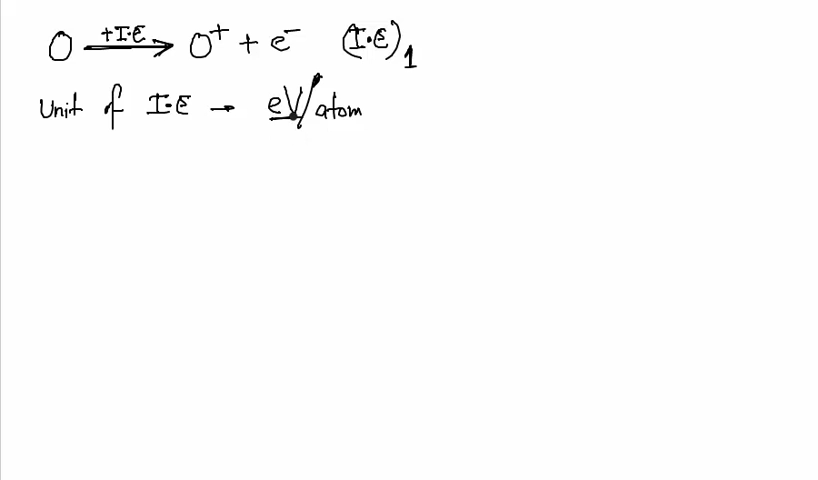 O +I.E → O⁺ + e⁻ (I.E)₁
Unit of I.E → eV/atom